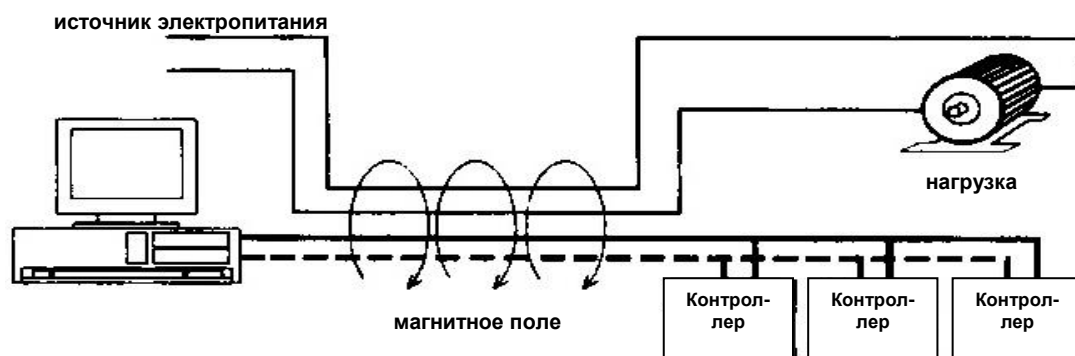 источник электропитания
нагрузка
магнитное поле
Контрол-
лер
Контрол-
лер
Контрол-
лер